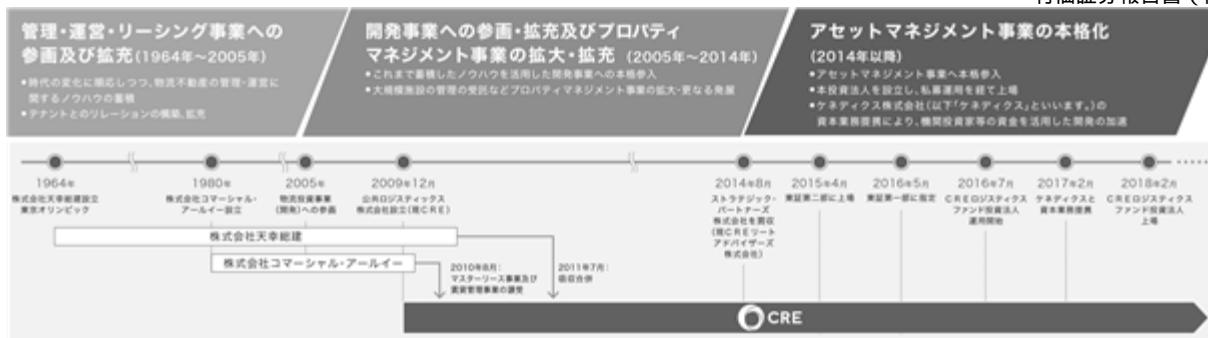 管理・運営・リーシング事業への
参画及び拡充(1964年〜2005年)
●時代の変化に順応しつつ、物流不動産の管理・運営に
関するノウハウの蓄積
●テナントとのリレーションの構築、拡充
開発事業への参画・拡充及びプロパティ
マネジメント事業の拡大・拡充 (2005年〜2014年)
●これまで蓄積したノウハウを活用した開発事業への本格参入
●大規模施設の管理の受託などプロパティマネジメント事業の拡大・更なる発展
アセットマネジメント事業の本格化
(2014年以降)
●アセットマネジメント事業へ本格参入
●本投資法人を設立し、私募運用を経て上場
●ケネディクス株式会社(以下「ケネディクス」といいます。)の
資本業務提携により、機関投資家等の資金を活用した開発の加速
1964年
株式会社天幸総建設立
東京オリンピック
1980年
株式会社コマーシャル・
アールイー設立
2005年
物流投資事業
(開発)への参画
2009年12月
公共ロジスティックス
株式会社設立(現CRE)
2014年8月
ストラテジック・
パートナーズ
株式会社を買収
(現CREリート
アドバイザーズ
株式会社)
2015年4月
東証第二部に上場
2016年5月
東証第一部に指定
2016年7月
CREロジスティクス
ファンド投資法人
運用開始
2017年2月
ケネディクスと
資本業務提携
2018年2月
CREロジスティクス
ファンド投資法人
上場
株式会社天幸総建
株式会社コマーシャル・アールイー
2010年8月:
マスターリース事業及び
賃貸管理事業の譲受
2011年7月:
吸収合併
CRE